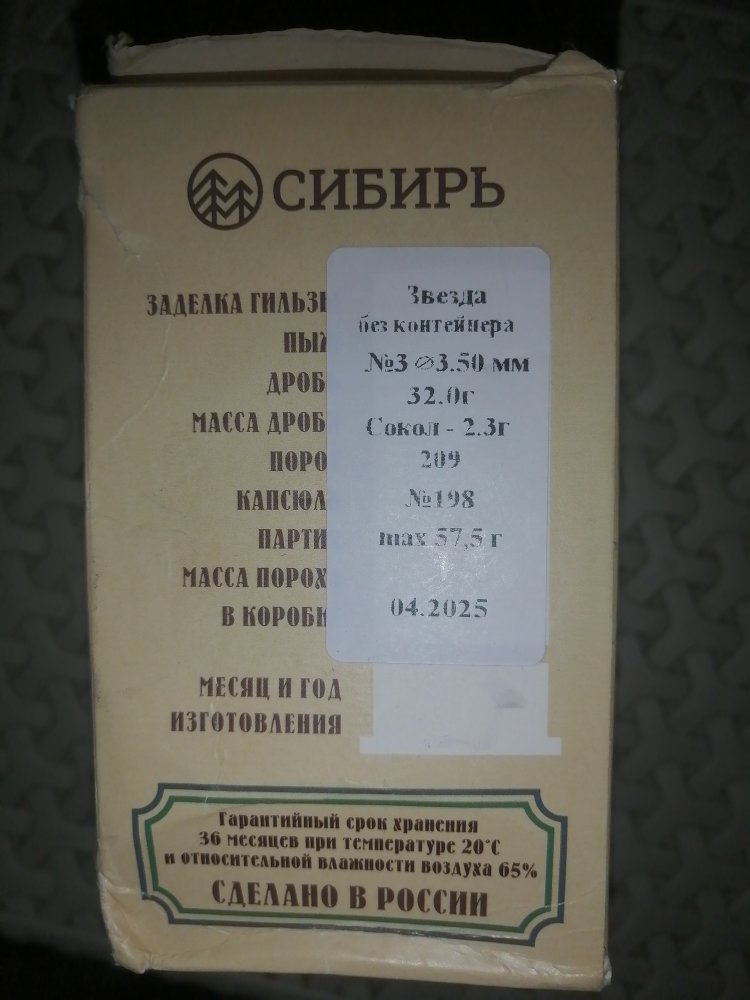 СИБИРЬ
ЗАДЕЛКА ГИЛЬЗ Звезда
ПЫЖ без контейнера
ДРОБ №3 ⌀3.50 мм
МАССА ДРОБ 32.0г
ПОРО Сокол - 2.3г
КАПСЮЛ 209
ПАРТИ №198
МАССА ПОРОХ max 57,5 г
В КОРОБК 04.2025
МЕСЯЦ И ГОД
ИЗГОТОВЛЕНИЯ
Гарантийный срок хранения
36 месяцев при температуре 20°С
и относительной влажности воздуха 65%
СДЕЛАНО В РОССИИ